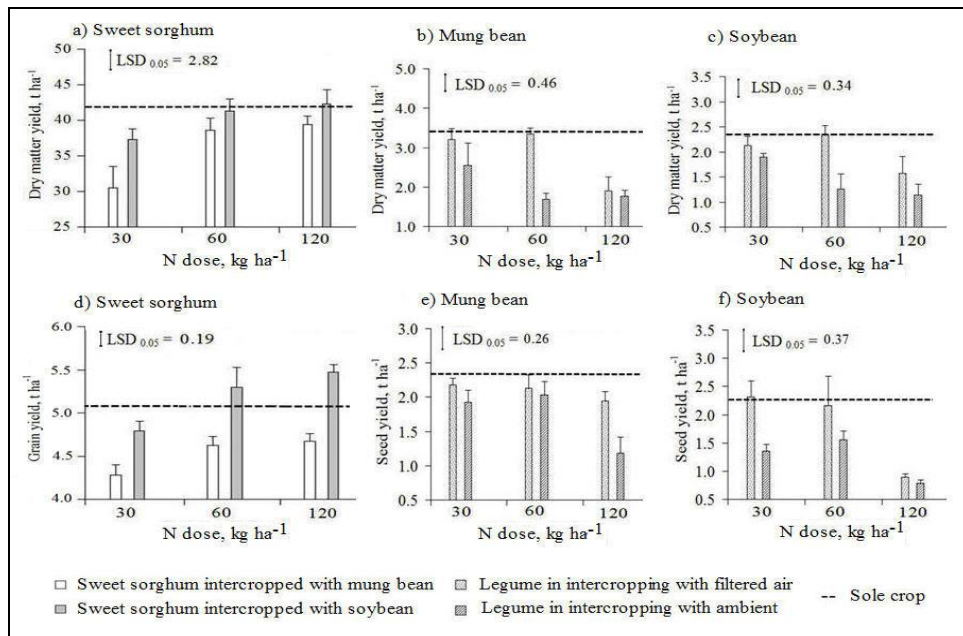 a) Sweet sorghum
50
45
40
35
30
25
LSD 0.05 = 2.82
Dry matter yield, t ha-1
30 60 120
N dose, kg ha-1
b) Mung bean
5.0
4.0
3.0
2.0
1.0
LSD 0.05 = 0.46
Dry matter yield, t ha-1
30 60 120
N dose, kg ha-1
c) Soybean
3.5
3.0
2.5
2.0
1.5
1.0
0.5
LSD 0.05 = 0.34
Dry matter yield, t ha-1
30 60 120
N dose, kg ha-1
d) Sweet sorghum
6.0
5.5
5.0
4.5
4.0
LSD 0.05 = 0.19
Grain yield, t ha-1
30 60 120
N dose, kg ha-1
e) Mung bean
3.0
2.5
2.0
1.5
1.0
0.5
LSD 0.05 = 0.26
Seed yield, t ha-1
30 60 120
N dose, kg ha-1
f) Soybean
3.5
3.0
2.5
2.0
1.5
1.0
0.5
LSD 0.05 = 0.37
Seed yield, t ha-1
30 60 120
N dose, kg ha-1
Sweet sorghum intercropped with mung bean
Sweet sorghum intercropped with soybean
Legume in intercropping with filtered air
Legume in intercropping with ambient
Sole crop